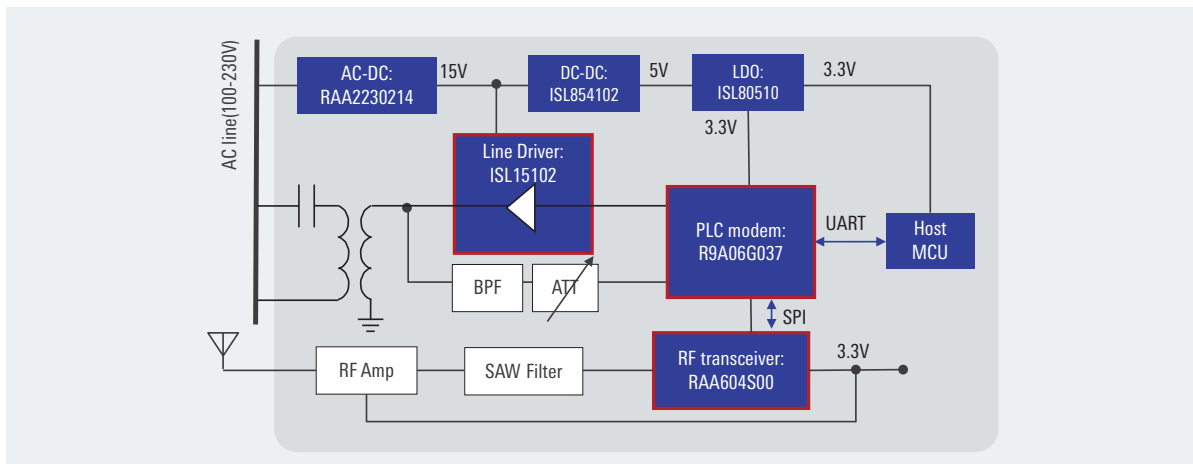 AC line(100-230V)
AC-DC:
RAA2230214
15V
DC-DC:
ISL854102
5V
LDO:
ISL80510
3.3V
3.3V
Line Driver:
ISL15102
PLC modem:
R9A06G037
UART
Host
MCU
BPF
ATT
SPI
RF Amp
SAW Filter
RF transceiver:
RAA604S00
3.3V